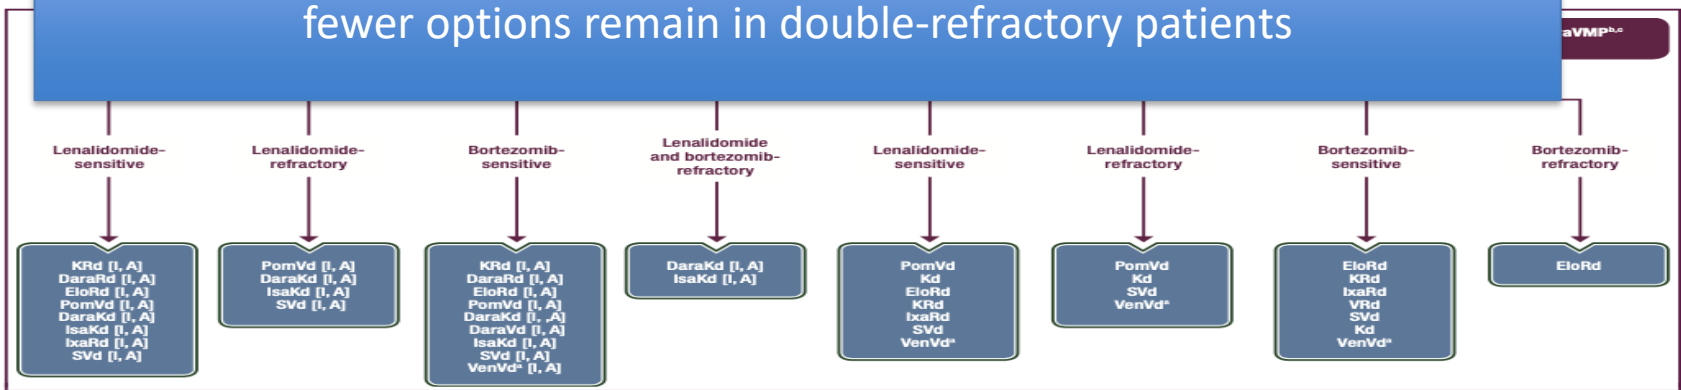 fewer options remain in double-refractory patients
aVMPb,c
Lenalidomide-
sensitive
Lenalidomide-
refractory
Bortezomib-
sensitive
Lenalidomide
and bortezomib-
refractory
Lenalidomide-
sensitive
Lenalidomide-
refractory
Bortezomib-
sensitive
Bortezomib-
refractory
KRd [I, A]
DaraRd [I, A]
EloRd [I, A]
PomVd [I, A]
DaraKd [I, A]
IsaKd [I, A]
IxaRd [I, A]
SVd [I, A]
PomVd [I, A]
DaraKd [I, A]
IsaKd [I, A]
SVd [I, A]
KRd [I, A]
DaraRd [I, A]
EloRd [I, A]
PomVd [I, A]
DaraKd [I, ,A]
DaraVd [I, A]
IsaKd [I, A]
SVd [I, A]
VenVdᵃ [I, A]
DaraKd [I, A]
IsaKd [I, A]
PomVd
Kd
EloRd
KRd
IxaRd
SVd
VenVdᵃ
PomVd
Kd
SVd
VenVdᵃ
EloRd
KRd
IxaRd
VRd
SVd
Kd
VenVdᵃ
EloRd